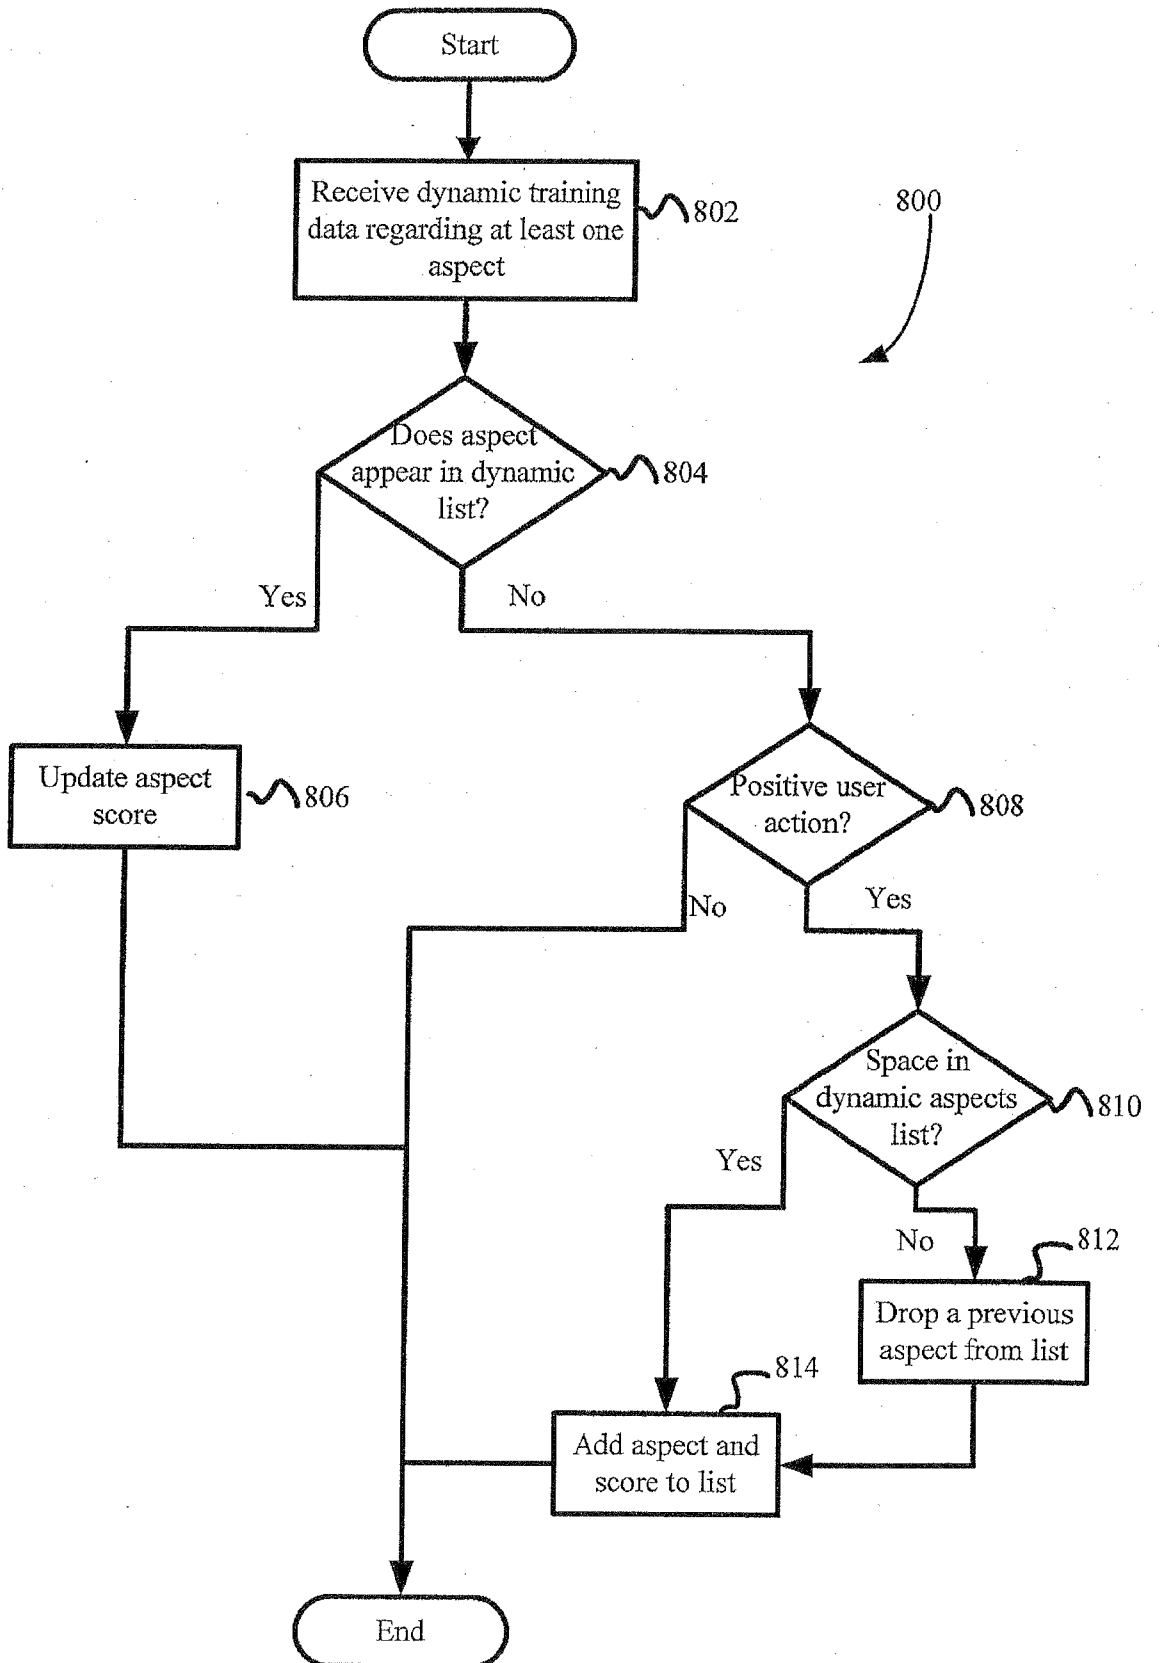 Start
Receive dynamic training
data regarding at least one
aspect
802
800
Does aspect
appear in dynamic
list?
804
Yes
No
Update aspect
score
806
Positive user
action?
808
No
Yes
Space in
dynamic aspects
list?
810
Yes
No
812
Drop a previous
aspect from list
814
Add aspect and
score to list
End